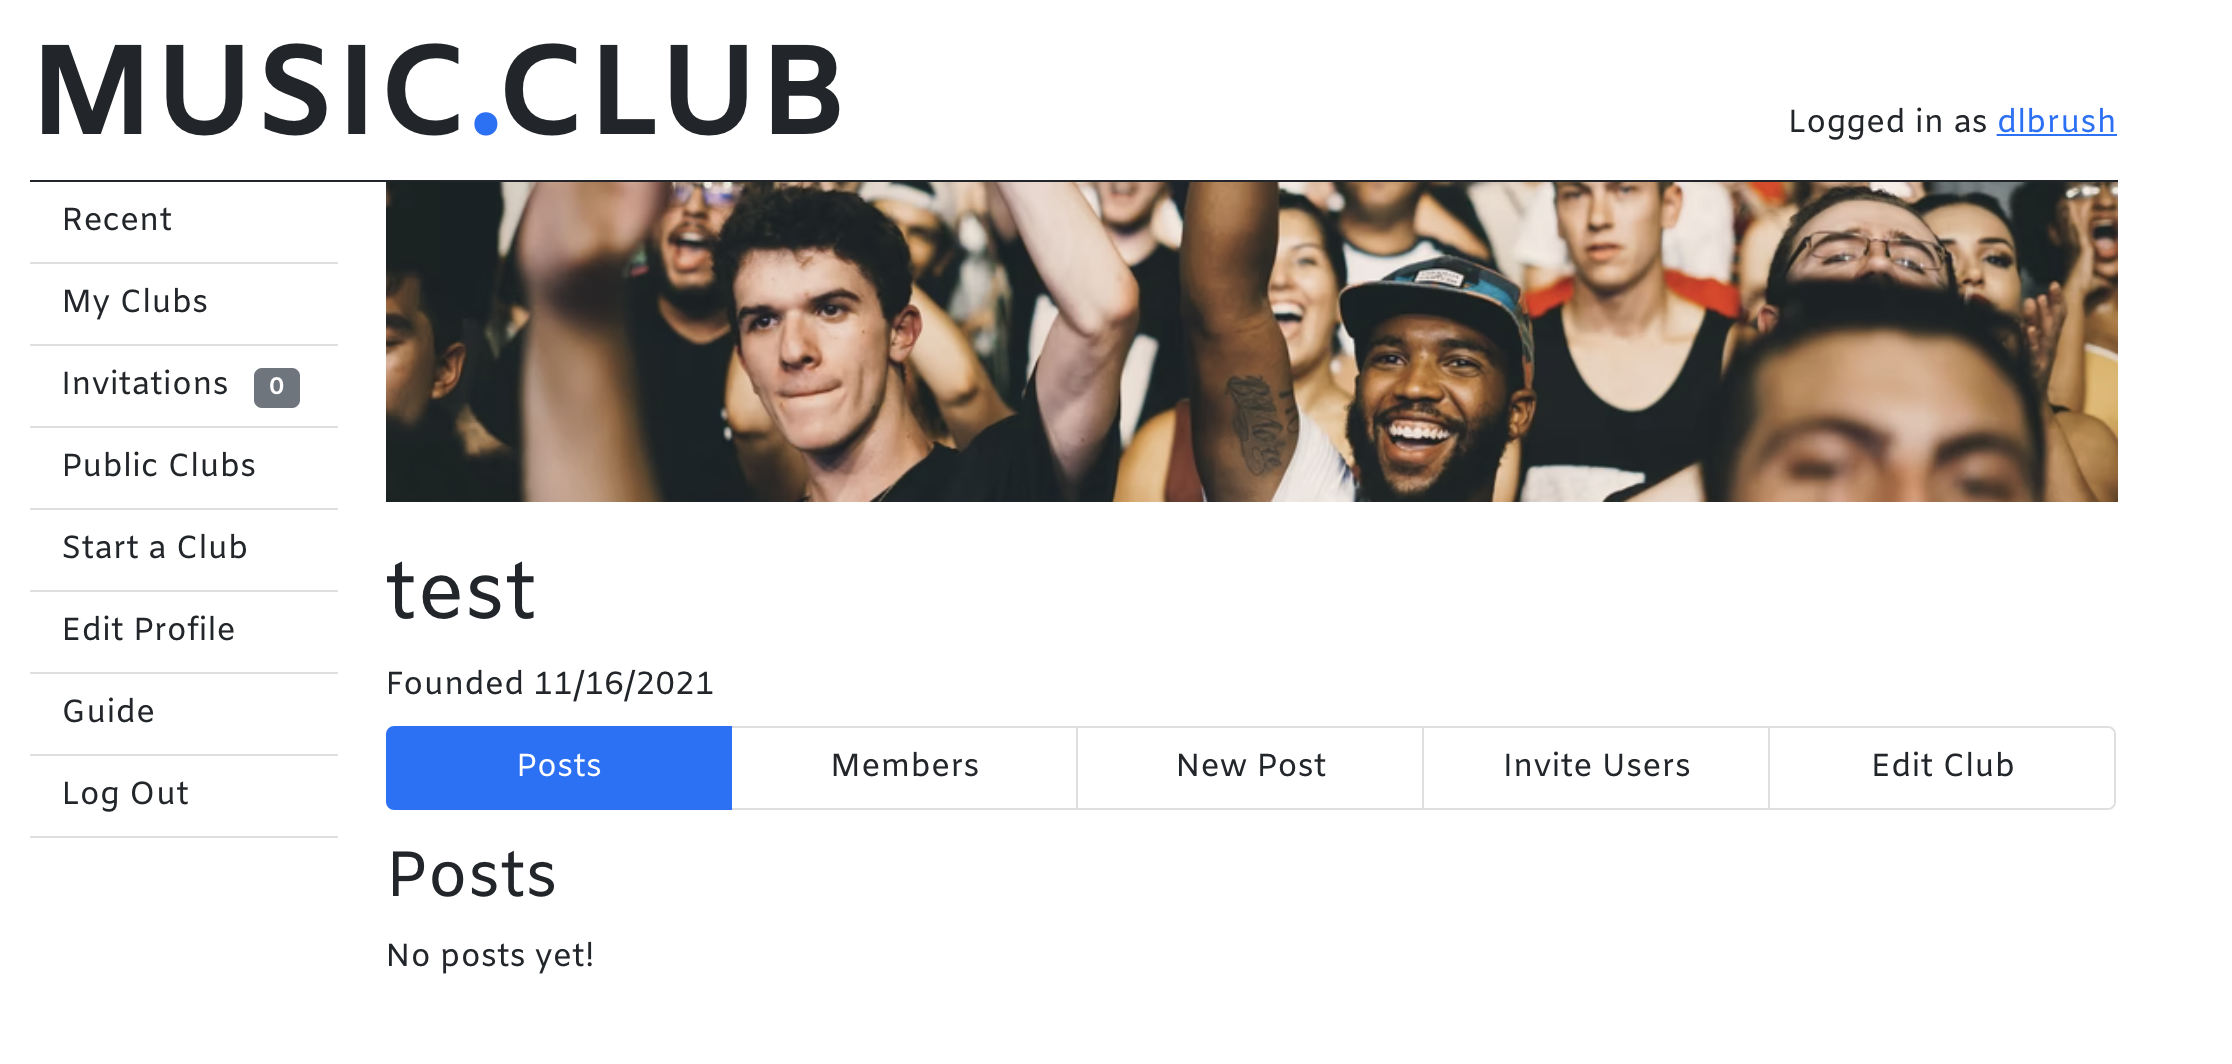 MUSIC.CLUB
Logged in as dlbrush
Recent
My Clubs
Invitations 0
Public Clubs
Start a Club
Edit Profile
Guide
Log Out
test
Founded 11/16/2021
Posts Members New Post Invite Users Edit Club
Posts
No posts yet!